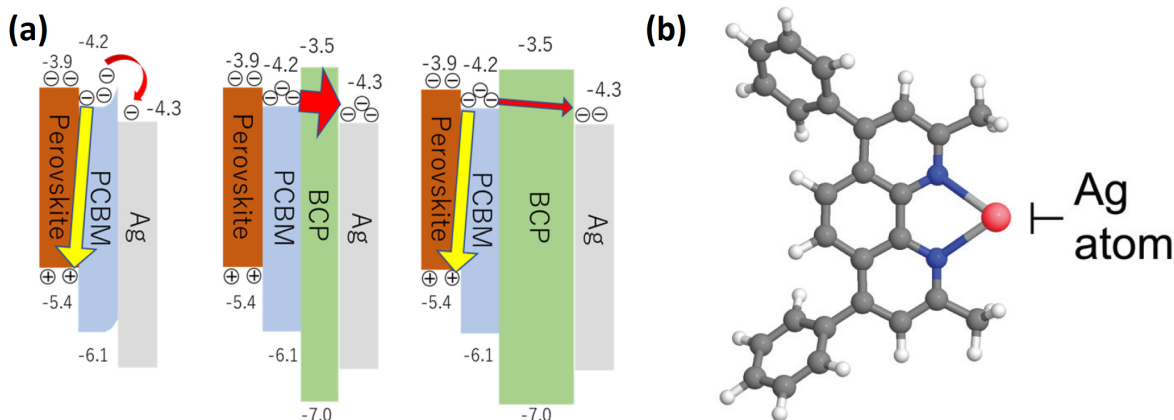 (a)
-4.2
-3.9
-4.3
Perovskite
PCBM
Ag
-5.4
-6.1
-3.5
-3.9
-4.2
-4.3
Perovskite
PCBM
BCP
Ag
-5.4
-6.1
-7.0
-3.5
-3.9
-4.2
-4.3
Perovskite
PCBM
BCP
Ag
-5.4
-6.1
-7.0
(b)
Ag
atom